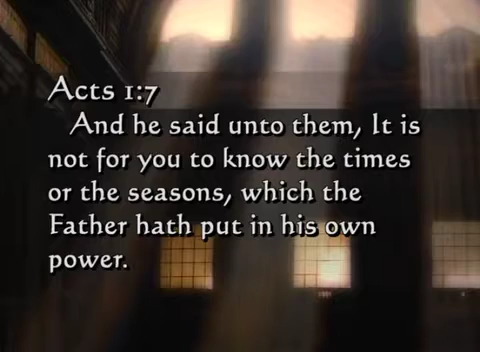 Acts 1:7
And he said unto them, It is
not for you to know the times
or the seasons, which the
Father hath put in his own
power.